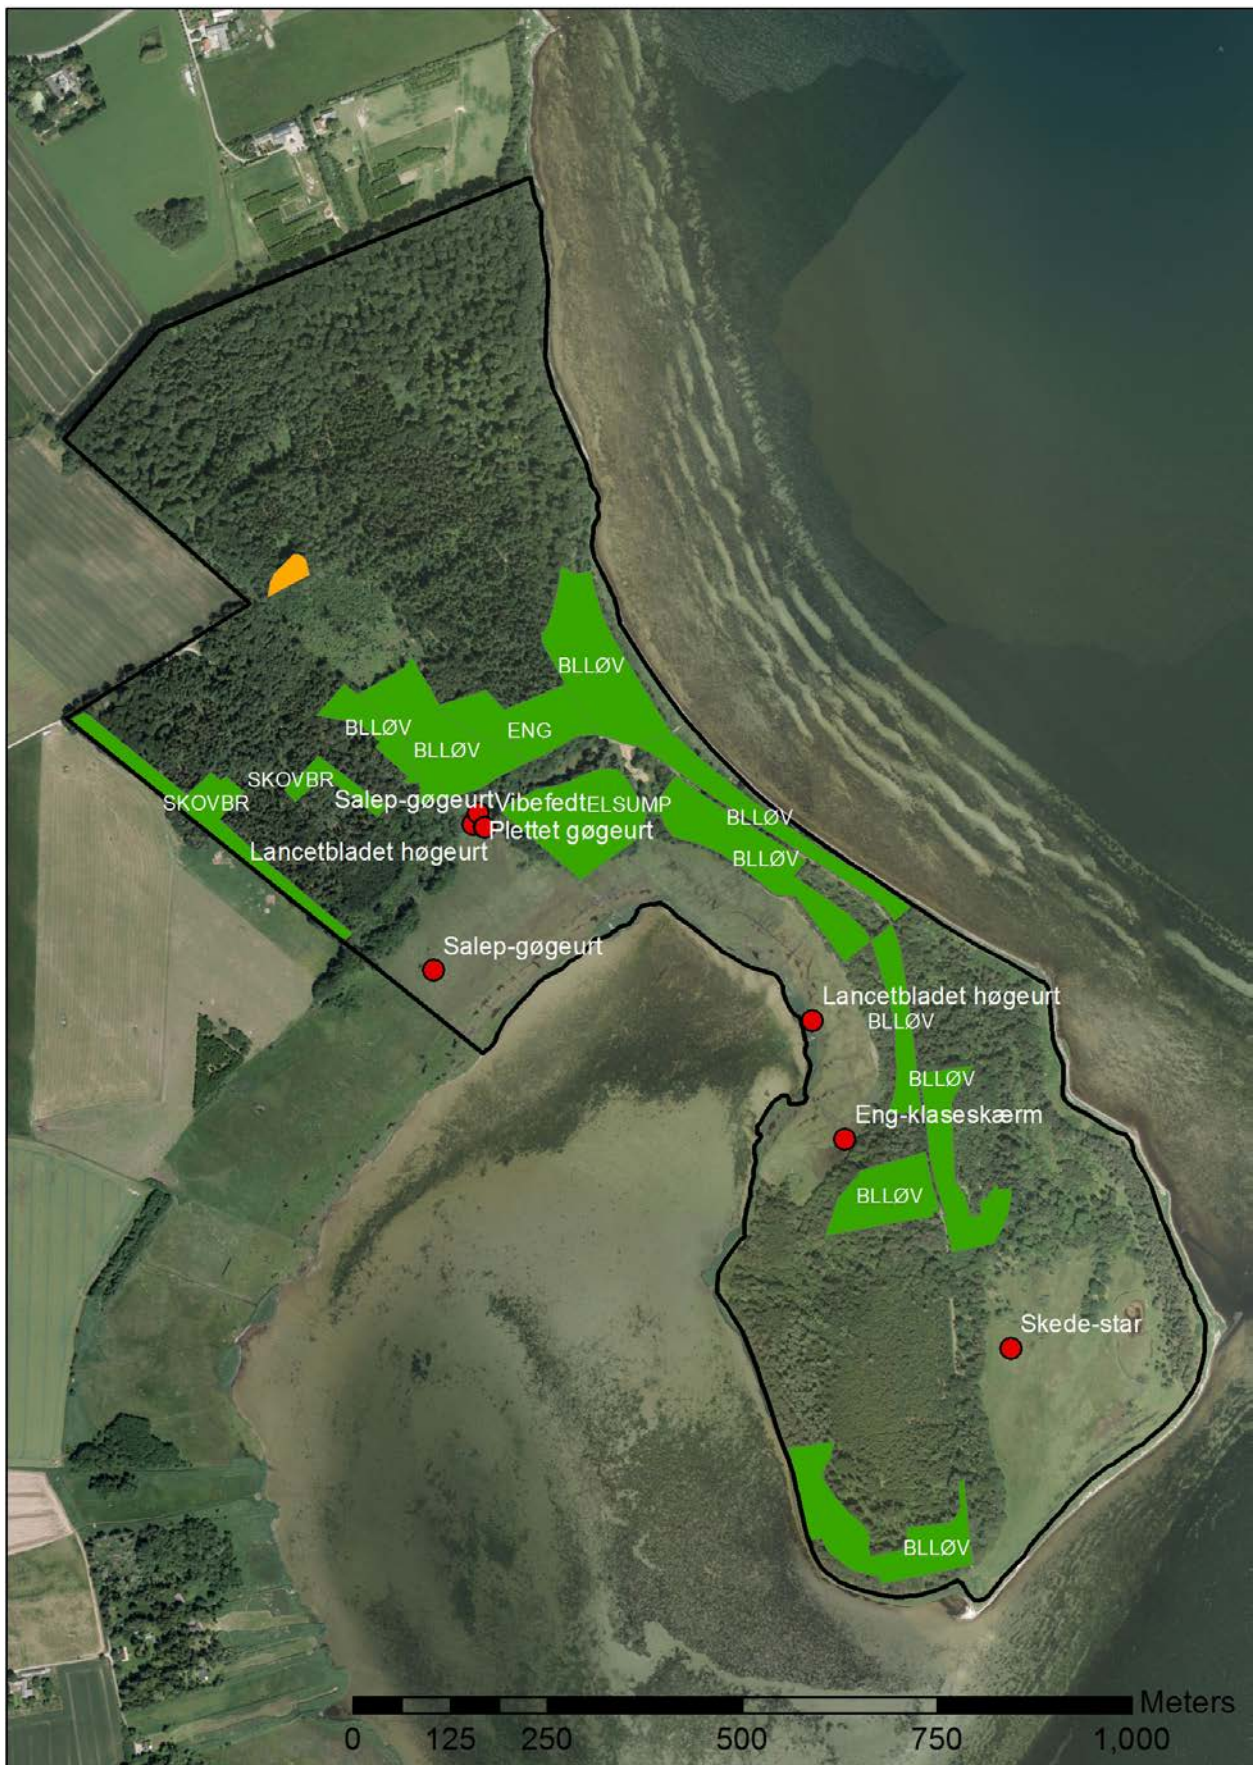 BLLØV
BLLØV
ENG
BLLØV
SKOVBR
SKOVBR
Salep-gøgeurt
Vibefedt
ELSUMP
Plettet gøgeurt
BLLØV
Lancetbladet høgeurt
BLLØV
Salep-gøgeurt
Lancetbladet høgeurt
BLLØV
BLLØV
Eng-klaseskærm
BLLØV
Skede-star
BLLØV
Meters
0 125 250 500 750 1,000